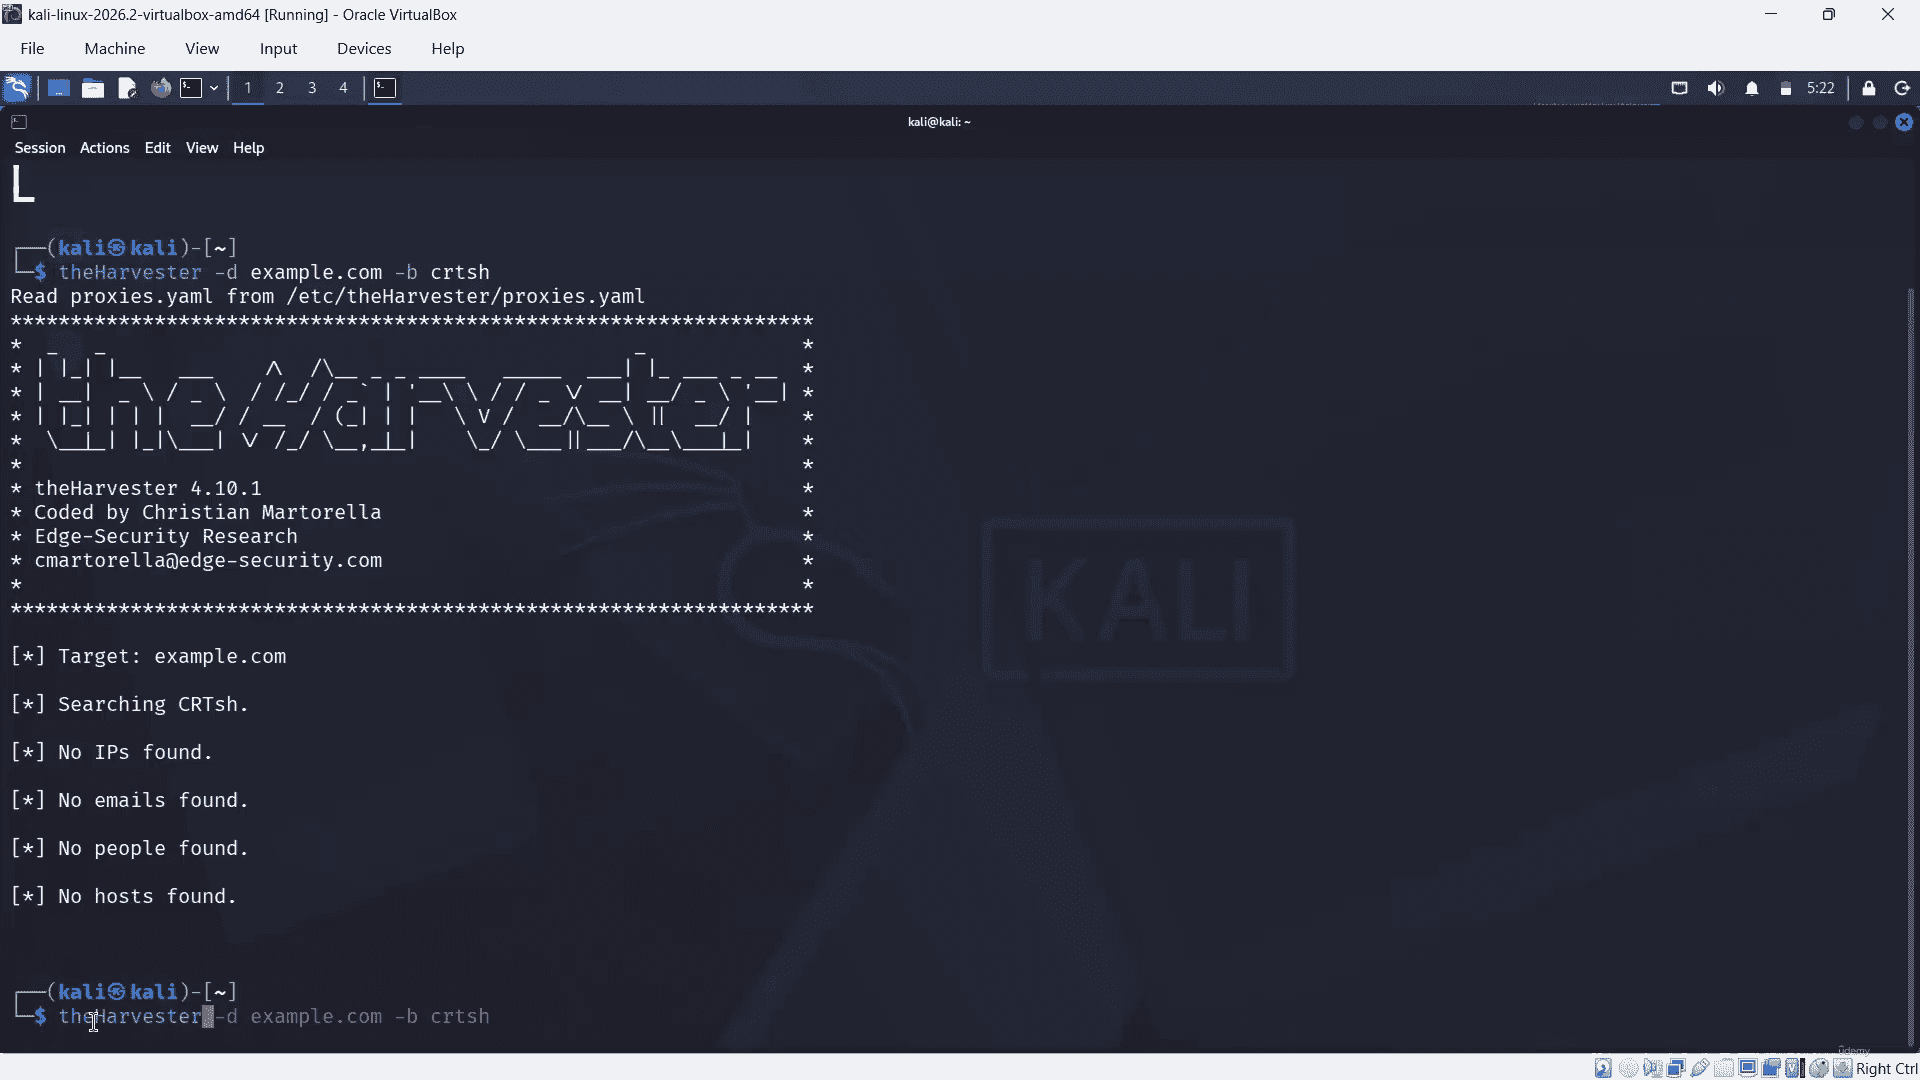 kali-linux-2026.2-virtualbox-amd64 [Running] - Oracle VirtualBox
File Machine View Input Devices Help
1 2 3 4 5:22
kali@kali: ~
Session Actions Edit View Help
(kali㉿kali)-[~]
$ theHarvester -d example.com -b crtsh
Read proxies.yaml from /etc/theHarvester/proxies.yaml
*******************************************************************
theHarvester
* theHarvester 4.10.1 *
* Coded by Christian Martorella *
* Edge-Security Research *
* cmartorella@edge-security.com *
* *
*******************************************************************
[*] Target: example.com
[*] Searching CRTsh.
[*] No IPs found.
[*] No emails found.
[*] No people found.
[*] No hosts found.
(kali㉿kali)-[~]
$ theHarvester -d example.com -b crtsh
KALI
udemy
Right Ctrl